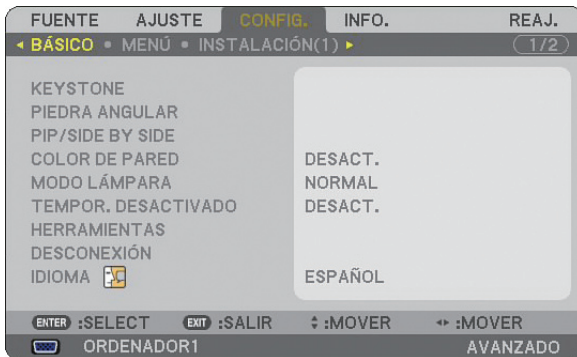 FUENTE AJUSTE CONFIG. INFO. REAJ.
BÁSICO • MENÚ • INSTALACIÓN(1) 1/2
KEYSTONE
PIEDRA ANGULAR
PIP/SIDE BY SIDE
COLOR DE PARED DESACT.
MODO LÁMPARA NORMAL
TEMPOR. DESACTIVADO DESACT.
HERRAMIENTAS
DESCONEXIÓN
IDIOMA ESPAÑOL
ENTER :SELECT EXIT :SALIR :MOVER :MOVER
ORDENADOR1 AVANZADO